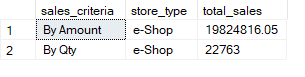 sales_criteria store_type total_sales
1 By Amount e-Shop 19824816.05
2 By Qty e-Shop 22763